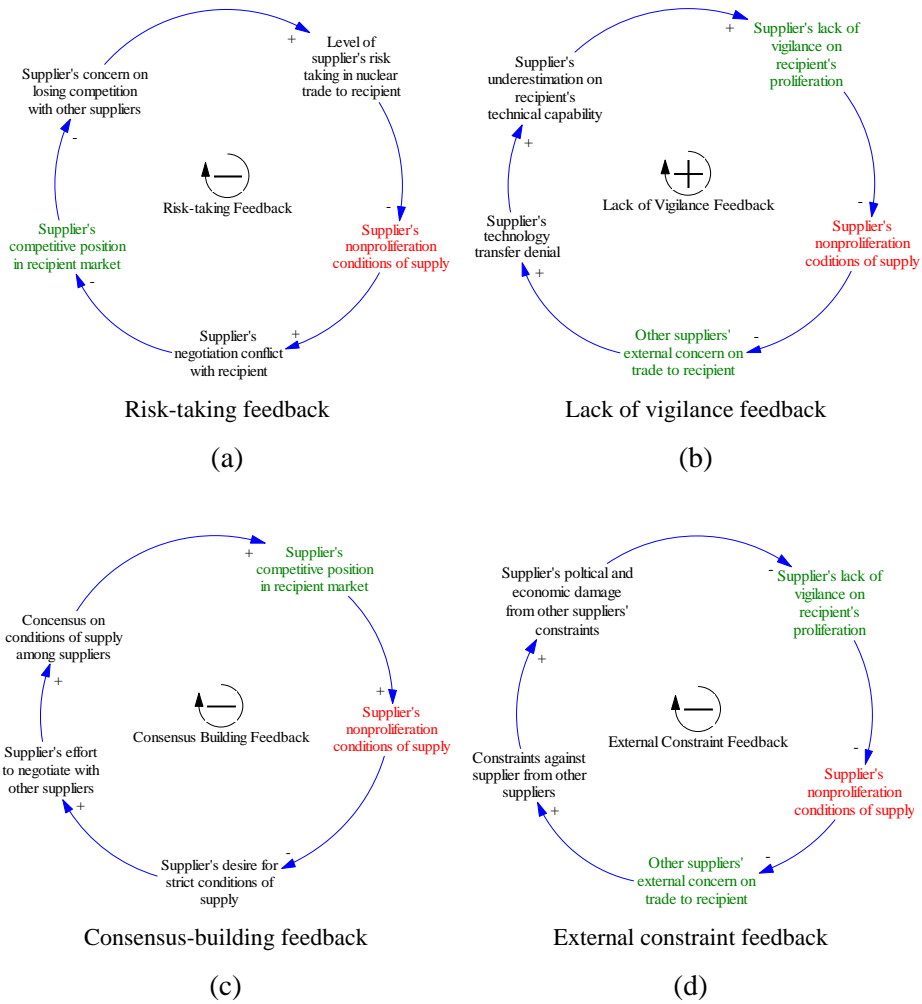 +
Level of
supplier's risk
taking in nuclear
trade to recipient
Supplier's concern on
losing competition
with other suppliers
-
-
Risk-taking Feedback
Supplier's
competitive position
in recipient market
-
Supplier's
nonproliferation
conditions of supply
+
Supplier's
negotiation conflict
with recipient
Risk-taking feedback
(a)
+
Supplier's lack of
vigilance on
recipient's
proliferation
Supplier's
underestimation on
recipient's
technical capability
+
-
Lack of Vigilance Feedback
Supplier's
technology
transfer denial
+
Supplier's
nonproliferation
coditions of supply
-
Other suppliers'
external concern on
trade to recipient
Lack of vigilance feedback
(b)
+
Supplier's
competitive position
in recipient market
Concensus on
conditions of supply
among suppliers
+
+
Consensus Building Feedback
Supplier's
nonproliferation
conditions of supply
Supplier's effort
to negotiate with
other suppliers
+
-
Supplier's desire for
strict conditions of
supply
Consensus-building feedback
(c)
-
Supplier's poltical and
economic damage
from other suppliers'
constraints
Supplier's lack of
vigilance on
recipient's
proliferation
+
-
External Constraint Feedback
Constraints against
supplier from other
suppliers
+
Supplier's
nonproliferation
conditions of supply
-
Other suppliers'
external concern on
trade to recipient
External constraint feedback
(d)